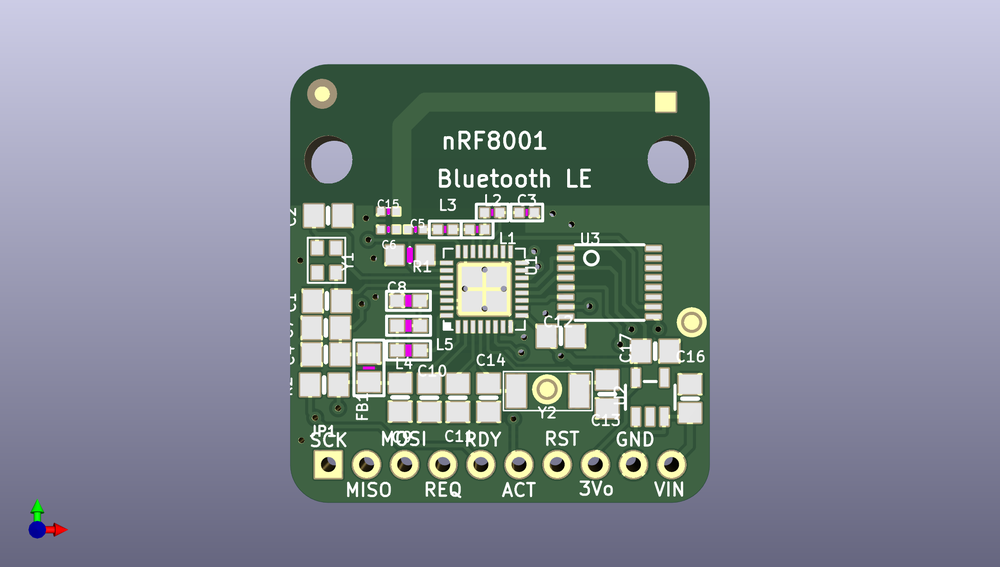 nRF8001
Bluetooth LE
C15
L3
L2
C3
C2
C5
C6
L1
U3
Y1
R1
U1
C8
C1
C12
L5
C17
C16
L4
C10
C14
FB1
Y2
U2
C13
JP1
SCK
MOSI
C9
C11
RDY
RST
GND
MISO
REQ
ACT
3Vo
VIN